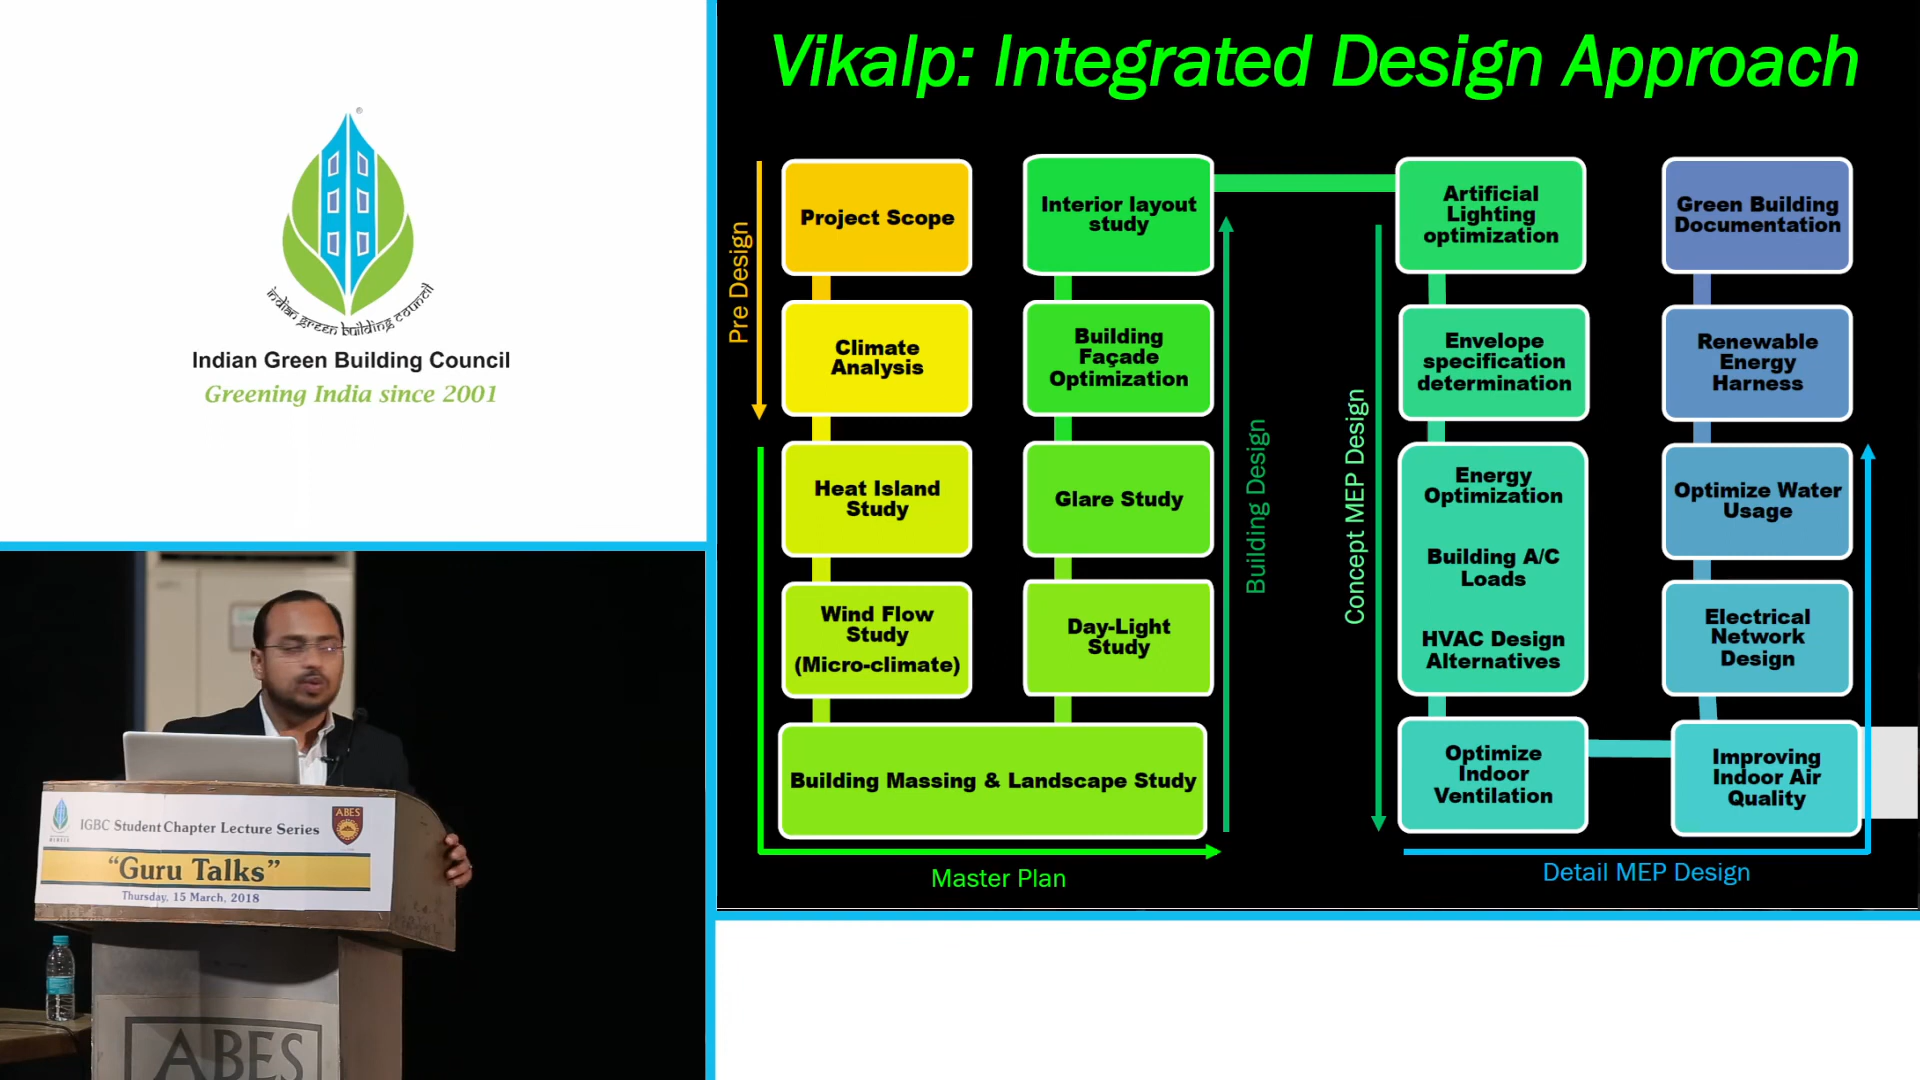 ®
indian green building council
Indian Green Building Council
Greening India since 2001
IGBC Student Chapter Lecture Series
ABES
“Guru Talks”
Thursday, 15 March, 2018
ABES
Vikalp: Integrated Design Approach
Pre Design
Project Scope
Climate
Analysis
Heat Island
Study
Wind Flow
Study
(Micro-climate)
Building Massing & Landscape Study
Master Plan
Day-Light
Study
Glare Study
Building
Façade
Optimization
Interior layout
study
Building Design
Concept MEP Design
Artificial
Lighting
optimization
Envelope
specification
determination
Energy
Optimization
Building A/C
Loads
HVAC Design
Alternatives
Optimize
Indoor
Ventilation
Improving
Indoor Air
Quality
Electrical
Network
Design
Optimize Water
Usage
Renewable
Energy
Harness
Green Building
Documentation
Detail MEP Design